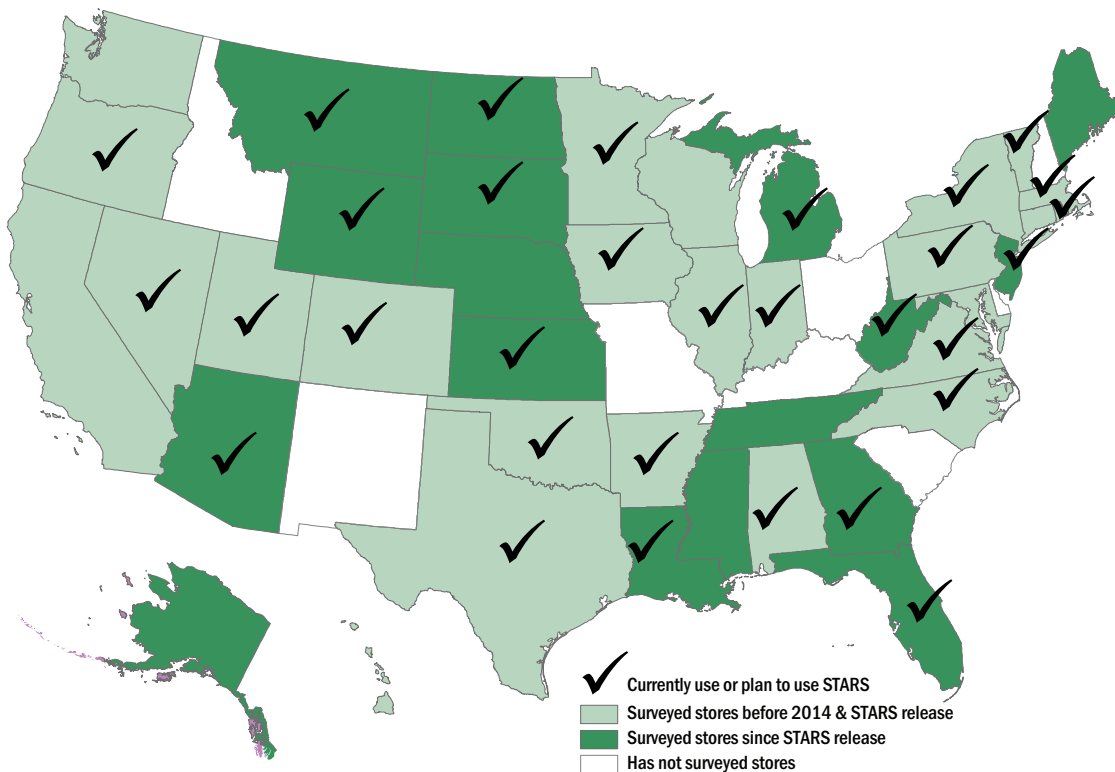 Currently use or plan to use STARS
Surveyed stores before 2014 & STARS release
Surveyed stores since STARS release
Has not surveyed stores